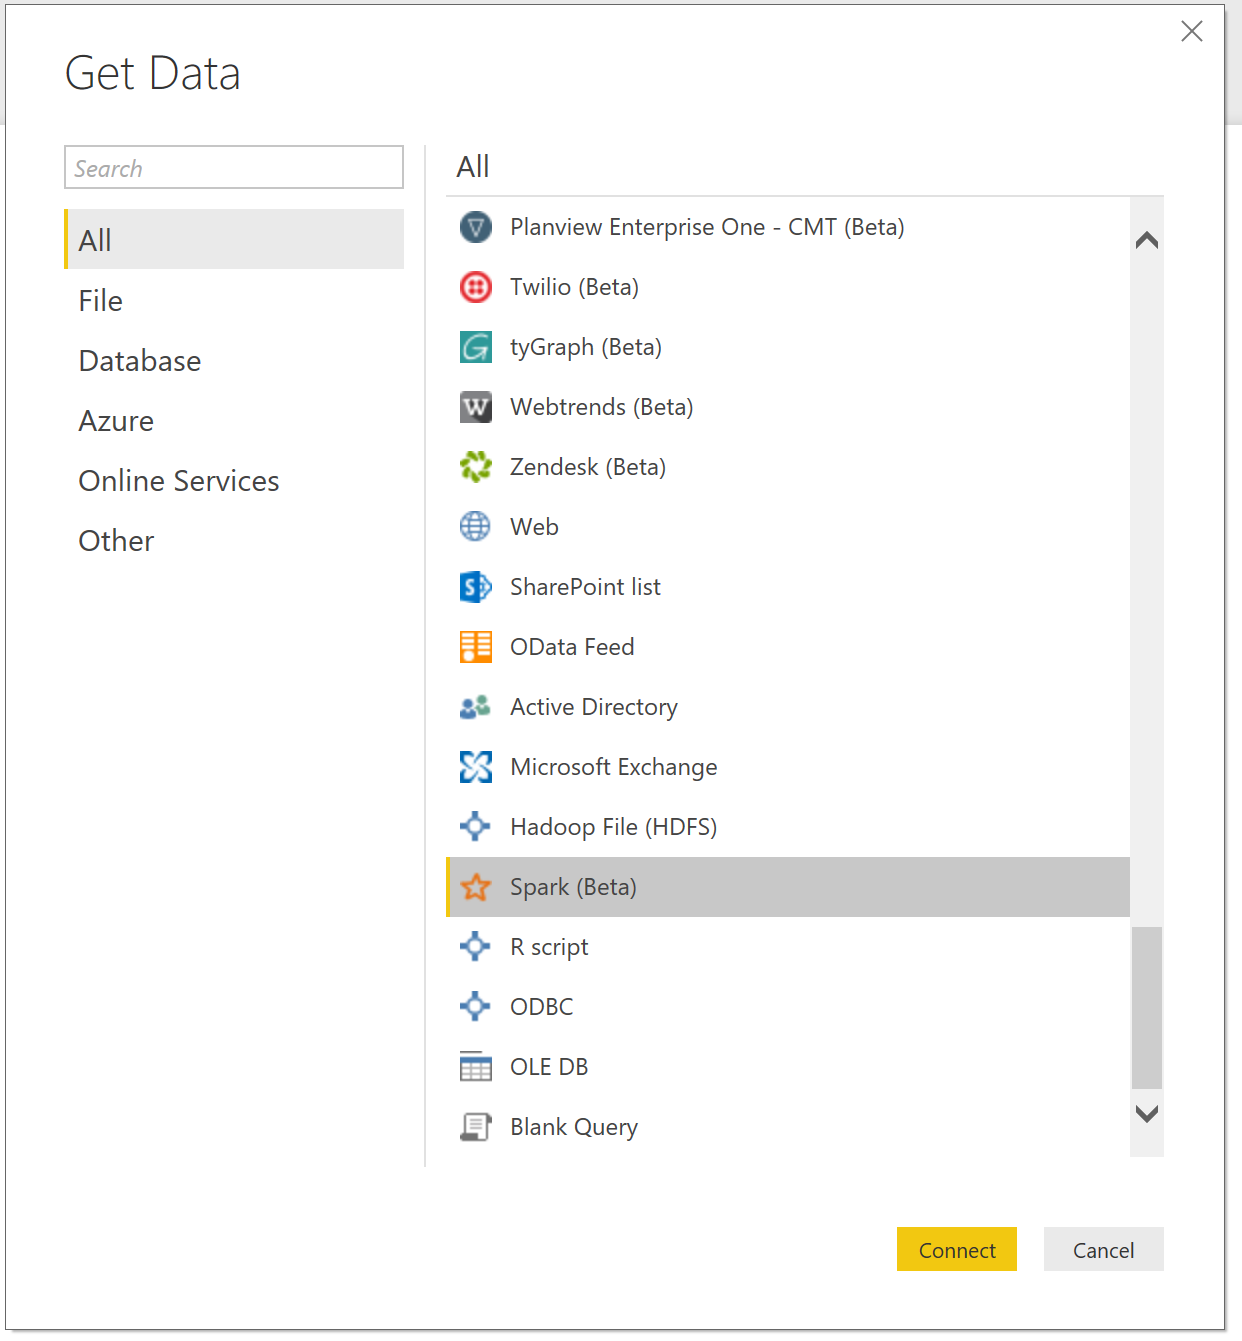 Get Data
Search
All
File
Database
Azure
Online Services
Other
All
Planview Enterprise One - CMT (Beta)
Twilio (Beta)
tyGraph (Beta)
Webtrends (Beta)
Zendesk (Beta)
Web
SharePoint list
OData Feed
Active Directory
Microsoft Exchange
Hadoop File (HDFS)
Spark (Beta)
R script
ODBC
OLE DB
Blank Query
Connect
Cancel